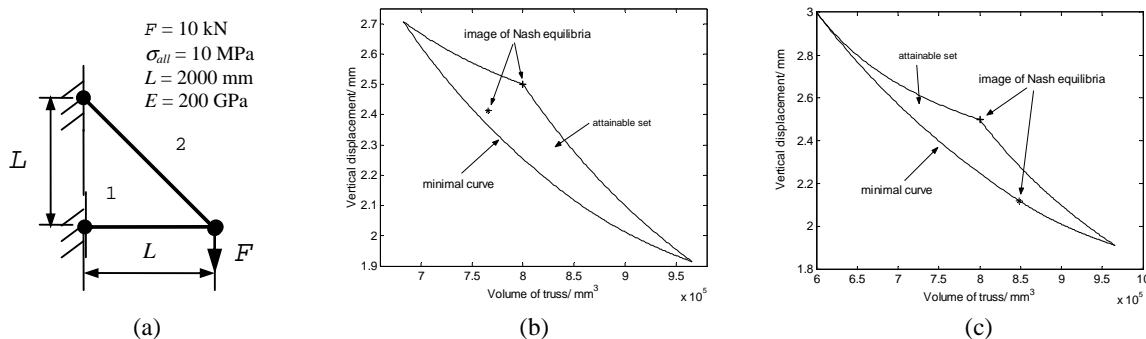 F = 10 kN
σall = 10 MPa
L = 2000 mm
E = 200 GPa
L
2
1
L
F
(a)
Vertical displacement/ mm
2.7
2.6
2.5
2.4
2.3
2.2
2.1
2
1.9
image of Nash equilibria
attainable set
minimal curve
7 7.5 8 8.5 9 9.5
Volume of truss/ mm³
x 10⁵
(b)
Vertical displacement/ mm
3
2.8
2.6
2.4
2.2
2
1.8
attainable set
image of Nash equilibria
minimal curve
6 6.5 7 7.5 8 8.5 9 9.5 10
Volume of truss/ mm³
x 10⁵
(c)